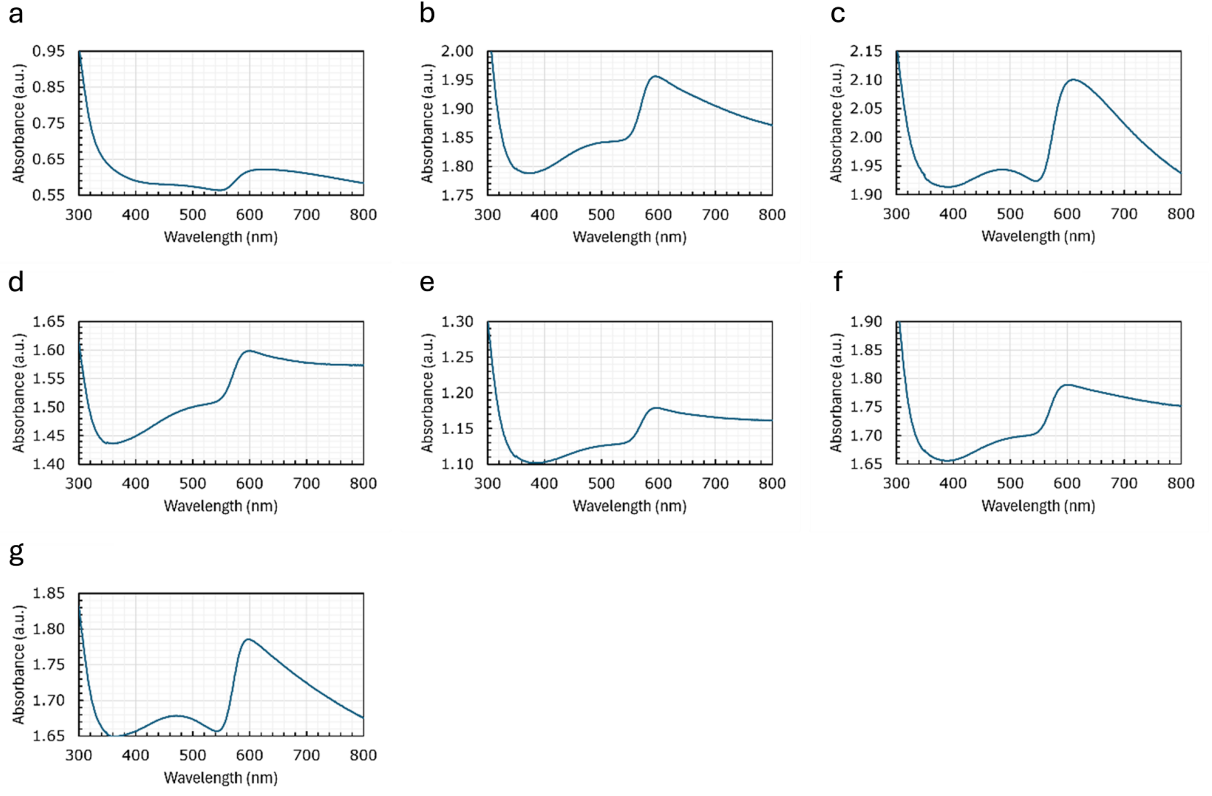 a
0.95
0.85
0.75
0.65
0.55
Absorbance (a.u.)
300 400 500 600 700 800
Wavelength (nm)
b
2.00
1.95
1.90
1.85
1.80
1.75
Absorbance (a.u.)
300 400 500 600 700 800
Wavelength (nm)
c
2.15
2.10
2.05
2.00
1.95
1.90
Absorbance (a.u.)
300 400 500 600 700 800
Wavelength (nm)
d
1.65
1.60
1.55
1.50
1.45
1.40
Absorbance (a.u.)
300 400 500 600 700 800
Wavelength (nm)
e
1.30
1.25
1.20
1.15
1.10
Absorbance (a.u.)
300 400 500 600 700 800
Wavelength (nm)
f
1.90
1.85
1.80
1.75
1.70
1.65
Absorbance (a.u.)
300 400 500 600 700 800
Wavelength (nm)
g
1.85
1.80
1.75
1.70
1.65
Absorbance (a.u.)
300 400 500 600 700 800
Wavelength (nm)